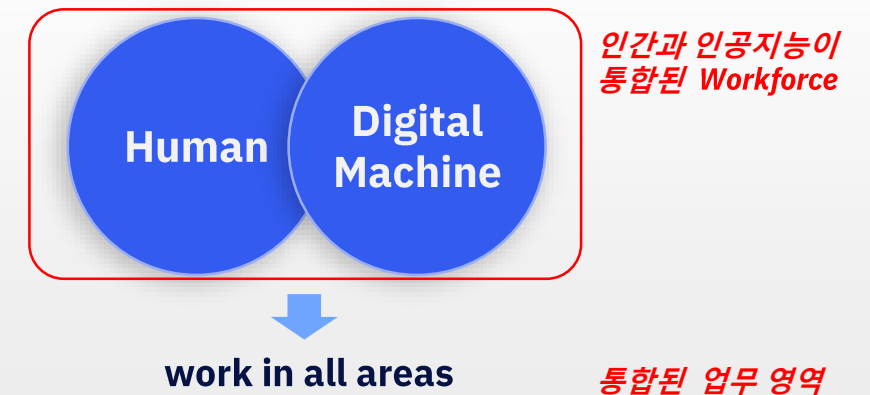 인간과 인공지능이
통합된 Workforce
Human
Digital
Machine
work in all areas
통합된 업무 영역